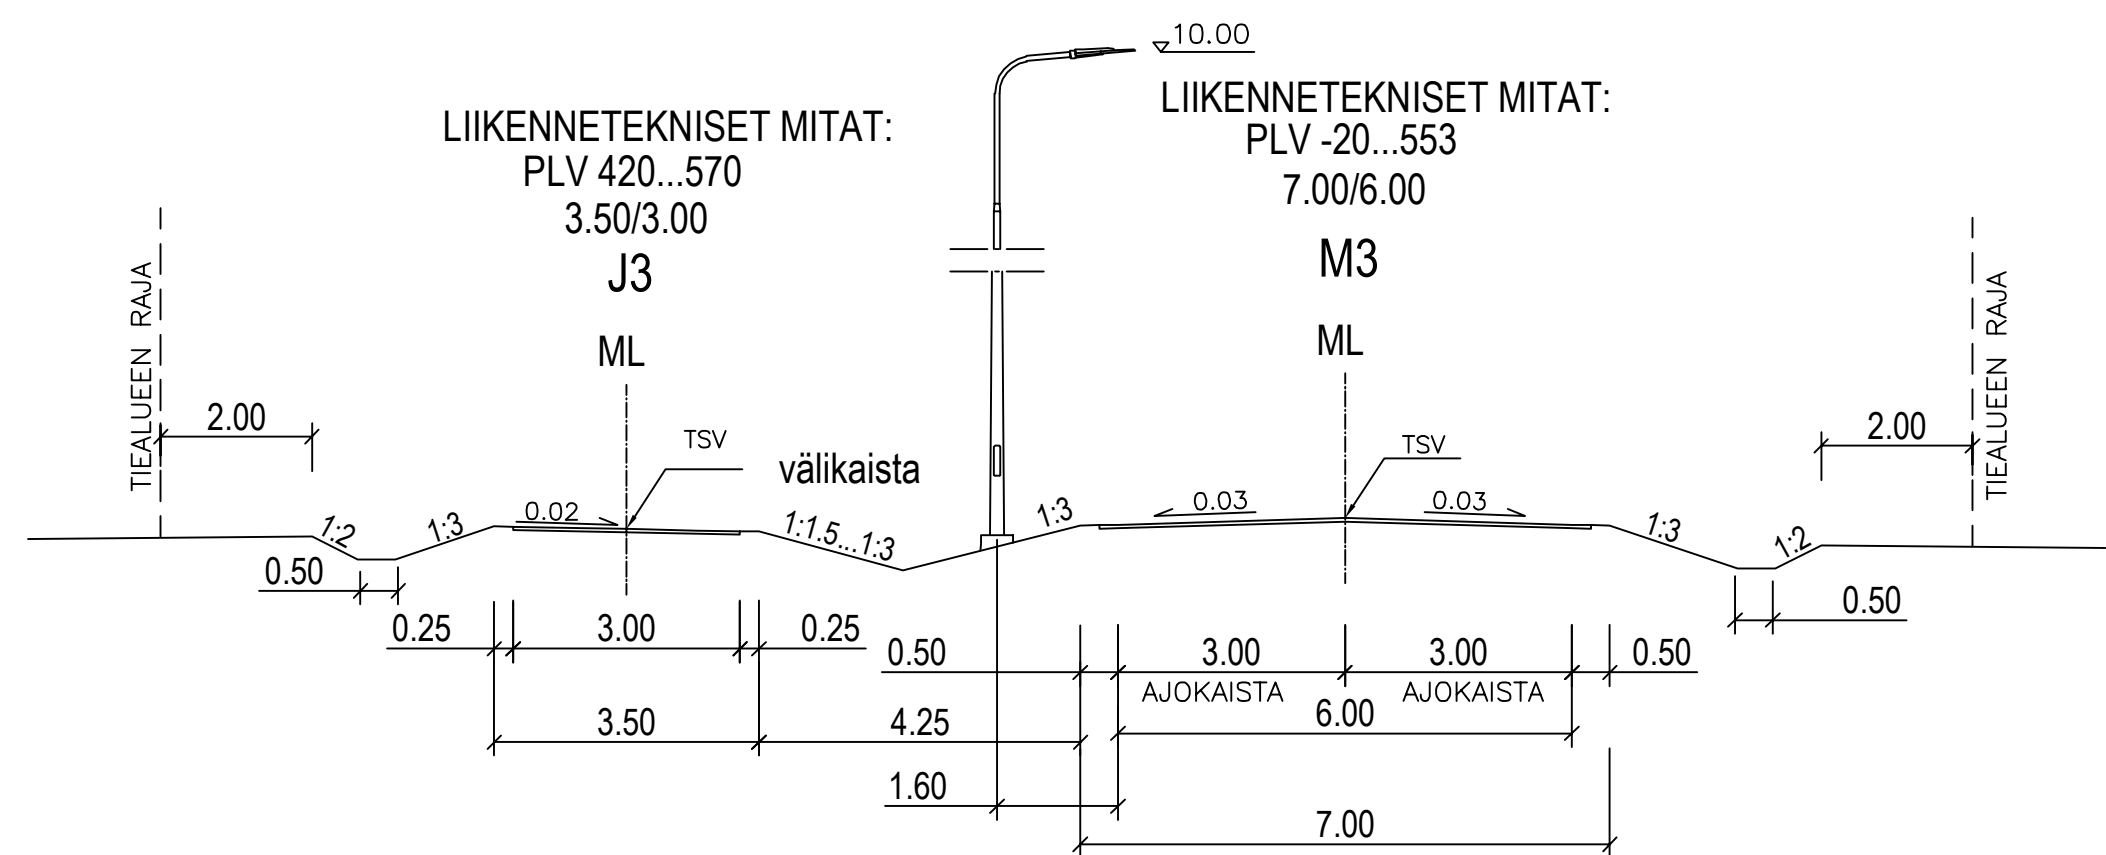 10.00
LIIKENNETEKNISET MITAT:
PLV 420...570
3.50/3.00
J3
ML
LIIKENNETEKNISET MITAT:
PLV -20...553
7.00/6.00
M3
ML
TIEALUEEN RAJA
TIEALUEEN RAJA
2.00
TSV
välikaista
TSV
2.00
1:2
1:3
0.02
1:1.5...1:3
1:3
0.03
0.03
1:3
1:2
0.50
0.50
0.25
3.00
0.25
0.50
3.00
3.00
0.50
AJOKAISTA
AJOKAISTA
3.50
4.25
6.00
1.60
7.00